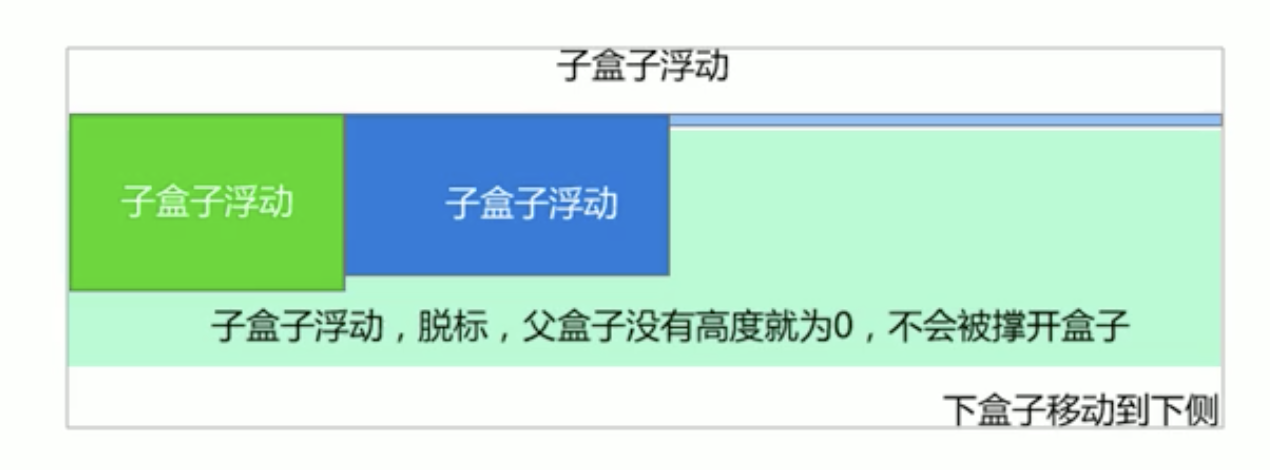 子盒子浮动
子盒子浮动
子盒子浮动
子盒子浮动，脱标，父盒子没有高度就为0，不会被撑开盒子
下盒子移动到下侧